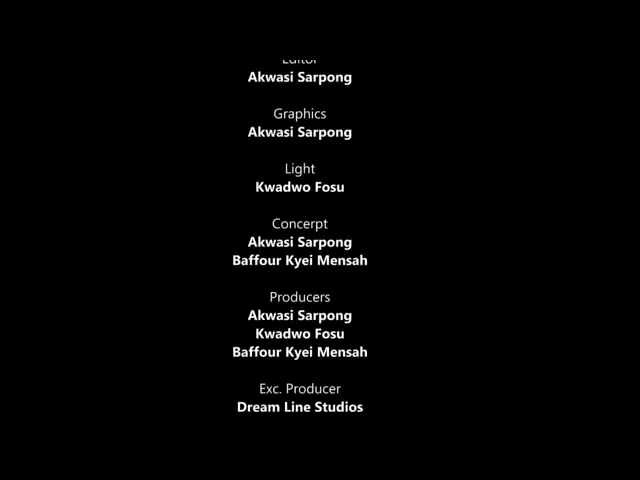 Editor
Akwasi Sarpong
Graphics
Akwasi Sarpong
Light
Kwadwo Fosu
Concerpt
Akwasi Sarpong
Baffour Kyei Mensah
Producers
Akwasi Sarpong
Kwadwo Fosu
Baffour Kyei Mensah
Exc. Producer
Dream Line Studios